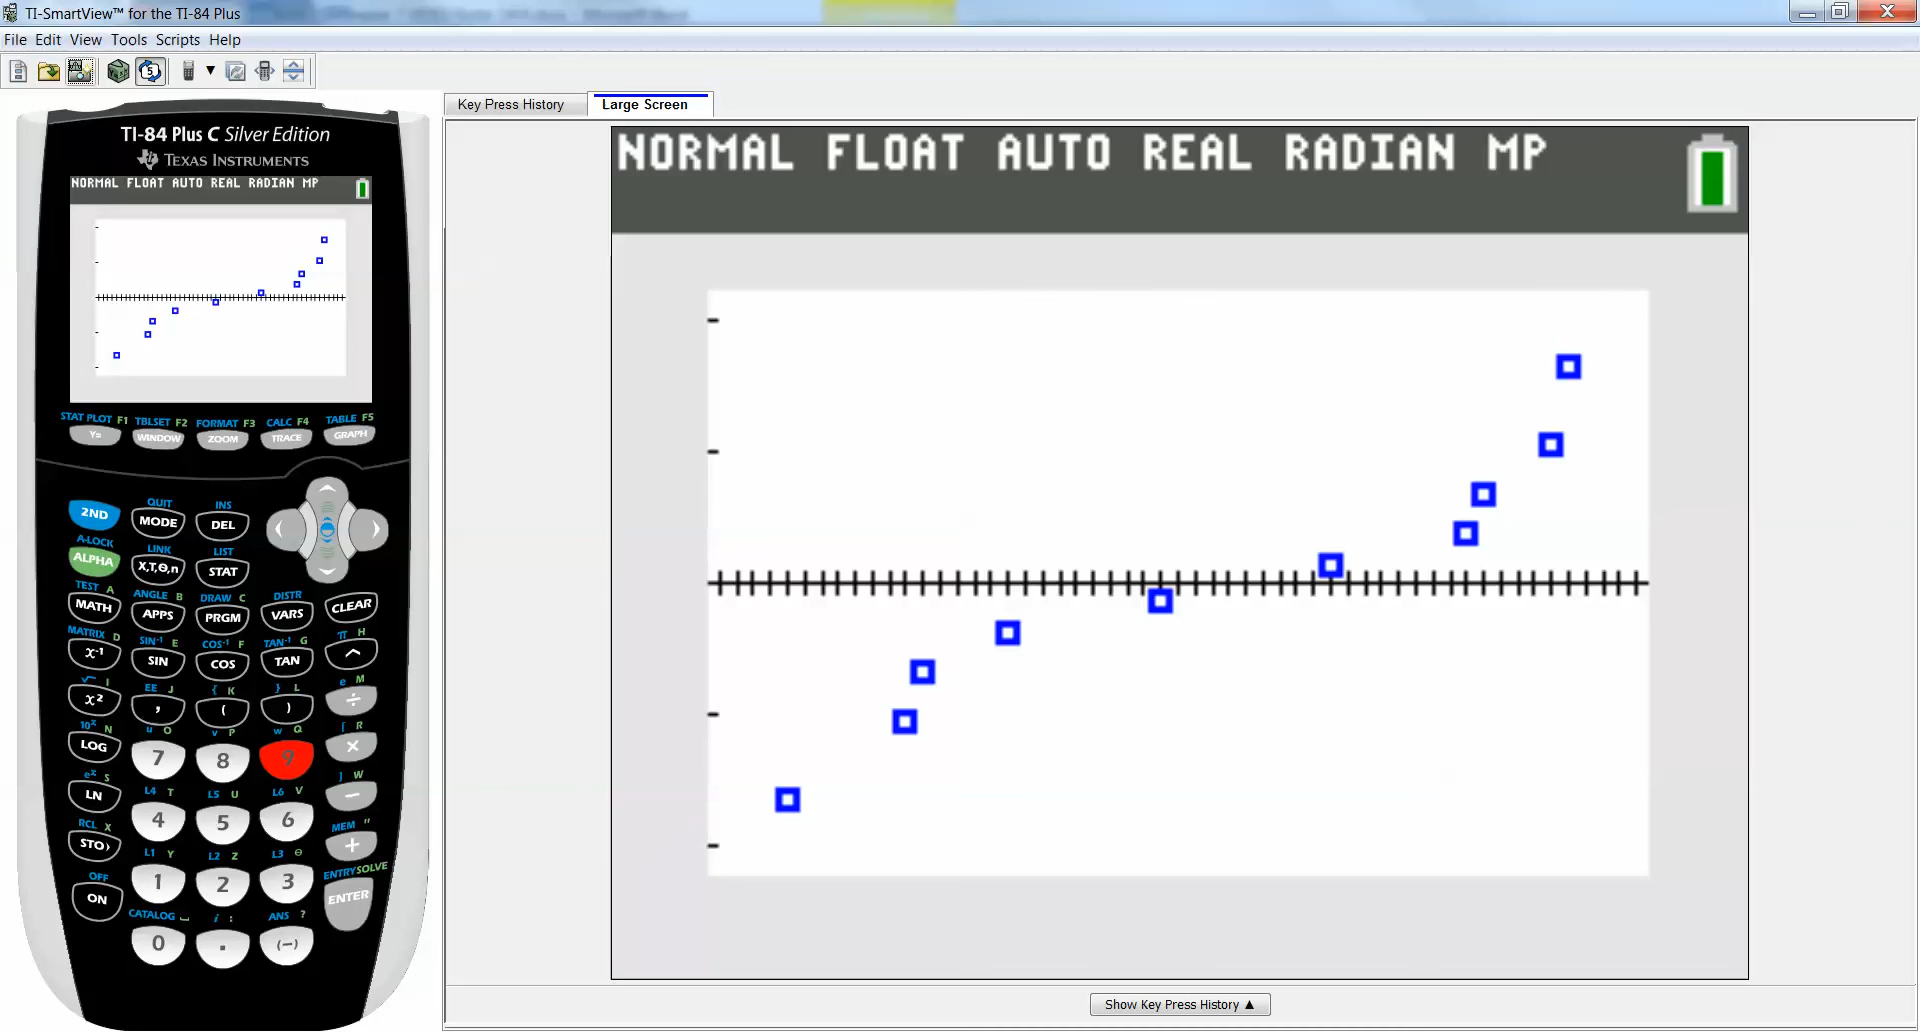 TI-SmartView™ for the TI-84 Plus
File Edit View Tools Scripts Help
5
Key Press History
Large Screen
TI-84 Plus C Silver Edition
TEXAS INSTRUMENTS
NORMAL FLOAT AUTO REAL RADIAN MP
NORMAL FLOAT AUTO REAL RADIAN MP
STAT PLOT F1 TBLSET F2 FORMAT F3 CALC F4 TABLE F5
Y= WINDOW ZOOM TRACE GRAPH
QUIT INS
2ND MODE DEL
A-LOCK LINK LIST
ALPHA X,T,Θ,n STAT
TEST A ANGLE B DRAW C DISTR
MATH APPS PRGM VARS CLEAR
MATRIX D SIN⁻¹ E COS⁻¹ F TAN⁻¹ G π H
x⁻¹ SIN COS TAN ^
√ I EE J { K } L e M
x² , ( ) ÷
10ˣ N u O v P w Q [ R
LOG 7 8 9 ×
eˣ S L4 T L5 U L6 V ] W
LN 4 5 6 −
RCL X L1 Y L2 Z L3 Θ MEM "
STO› 1 2 3 +
OFF CATALOG ⎵ i : ANS ? ENTRY SOLVE
ON 0 . (−) ENTER
Show Key Press History ▲